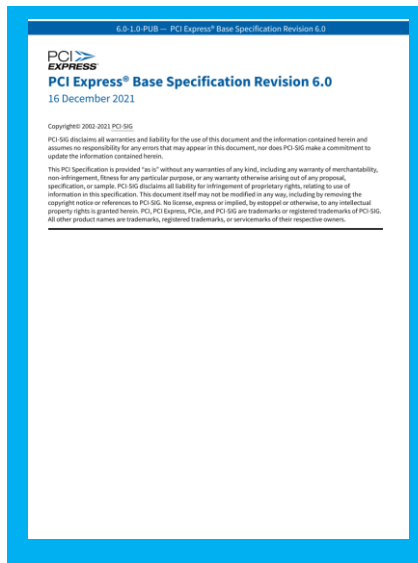 6.0-1.0-PUB — PCI Express® Base Specification Revision 6.0
PCI
EXPRESS
PCI Express® Base Specification Revision 6.0
16 December 2021
Copyright© 2002-2021 PCI-SIG
PCI-SIG disclaims all warranties and liability for the use of this document and the information contained herein and
assumes no responsibility for any errors that may appear in this document, nor does PCI-SIG make a commitment to
update the information contained herein.
This PCI Specification is provided "as is" without any warranties of any kind, including any warranty of merchantability,
non-infringement, fitness for any particular purpose, or any warranty otherwise arising out of any proposal,
specification, or sample. PCI-SIG disclaims all liability for infringement of proprietary rights, relating to use of
information in this specification. This document itself may not be modified in any way, including by removing the
copyright notice or references to PCI-SIG. No license, express or implied, by estoppel or otherwise, to any intellectual
property rights is granted herein. PCI, PCI Express, PCIe, and PCI-SIG are trademarks or registered trademarks of PCI-SIG.
All other product names are trademarks, registered trademarks, or servicemarks of their respective owners.